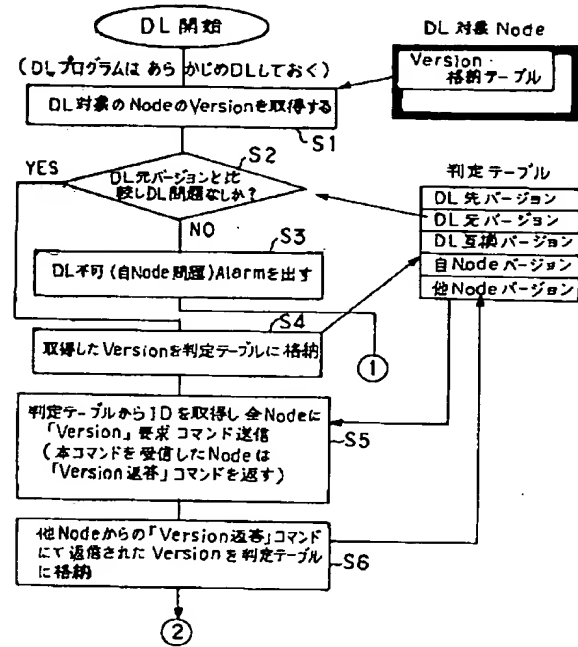 DL 開始
DL 対象 Node
(DLプログラムは あらかじめDLしておく)
Version・
格納テーブル
DL 対象のNodeのVersionを取得する
S1
S2
YES
DL元バージョンと比
較しDL問題なしか?
判定テーブル
DL 先バージョン
DL 元バージョン
DL 互換バージョン
自Nodeバージョン
他Nodeバージョン
NO
S3
DL不可(自Node問題)Alarmを出す
S4
取得したVersionを判定テーブルに格納
1
判定テーブルからIDを取得し全Nodeに
「Version」要求コマンド送信
(本コマンドを受信したNodeは
「Version返答」コマンドを返す)
S5
他Nodeからの「Version返答」コマンド
にて返信されたVersionを判定テーブル
に格納
S6
2